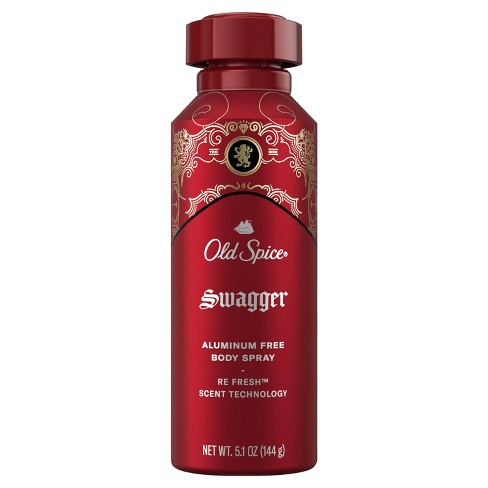 Old Spice®
Swagger
ALUMINUM FREE
BODY SPRAY
-
RE FRESH™
SCENT TECHNOLOGY
NET WT. 5.1 OZ (144 g)